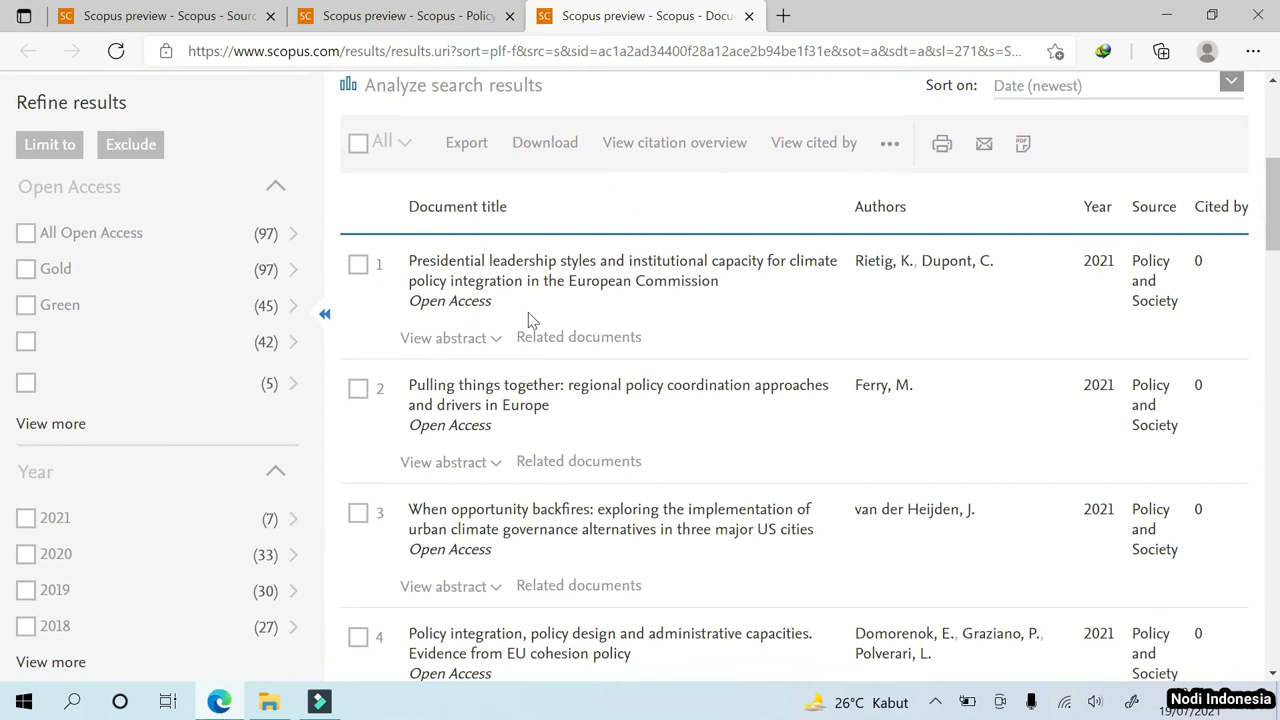 Scopus preview - Scopus - Sourc
Scopus preview - Scopus - Policy
Scopus preview - Scopus - Docu
https://www.scopus.com/results/results.uri?sort=plf-f&src=s&sid=ac1a2ad34400f28a12ace2b94be1f31e&sot=a&sdt=a&sl=271&s=S...
Refine results
Limit to
Exclude
Open Access
All Open Access (97)
Gold (97)
Green (45)
(42)
(5)
View more
Year
2021 (7)
2020 (33)
2019 (30)
2018 (27)
View more
Analyze search results
Sort on: Date (newest)
All Export Download View citation overview View cited by ••• PDF
Document title Authors Year Source Cited by
1 Presidential leadership styles and institutional capacity for climate Rietig, K., Dupont, C. 2021 Policy 0
policy integration in the European Commission and
Open Access Society
View abstract Related documents
2 Pulling things together: regional policy coordination approaches Ferry, M. 2021 Policy 0
and drivers in Europe and
Open Access Society
View abstract Related documents
3 When opportunity backfires: exploring the implementation of van der Heijden, J. 2021 Policy 0
urban climate governance alternatives in three major US cities and
Open Access Society
View abstract Related documents
4 Policy integration, policy design and administrative capacities. Domorenok, E., Graziano, P., 2021 Policy 0
Evidence from EU cohesion policy Polverari, L. and
Open Access Society
26°C Kabut
Nodi Indonesia
19/07/2021